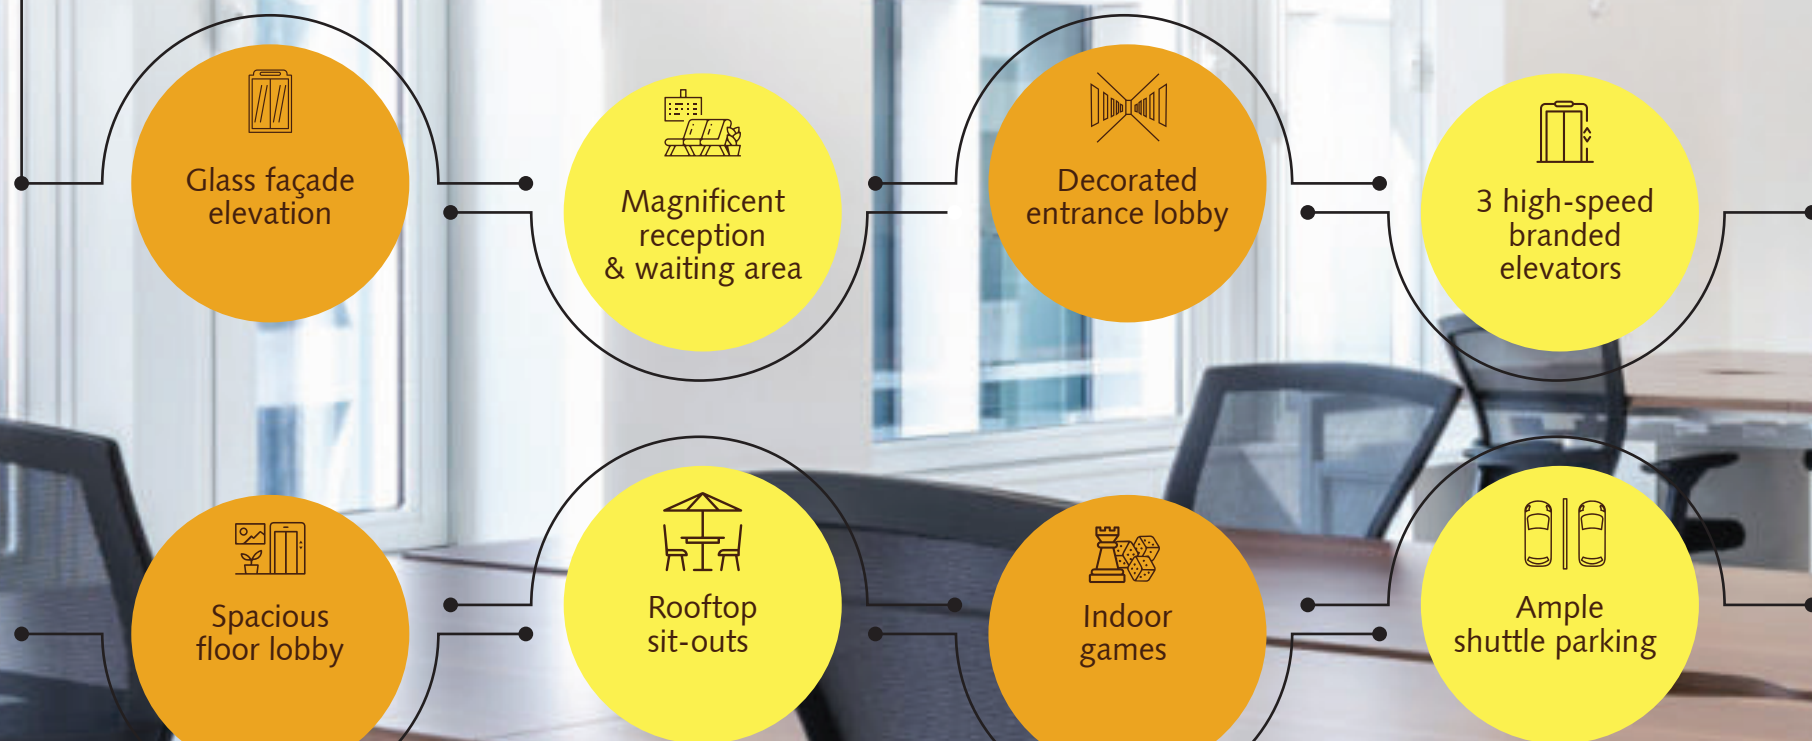 Glass façade
elevation
Magnificent
reception
& waiting area
Decorated
entrance lobby
3 high-speed
branded
elevators
Spacious
floor lobby
Rooftop
sit-outs
Indoor
games
Ample
shuttle parking